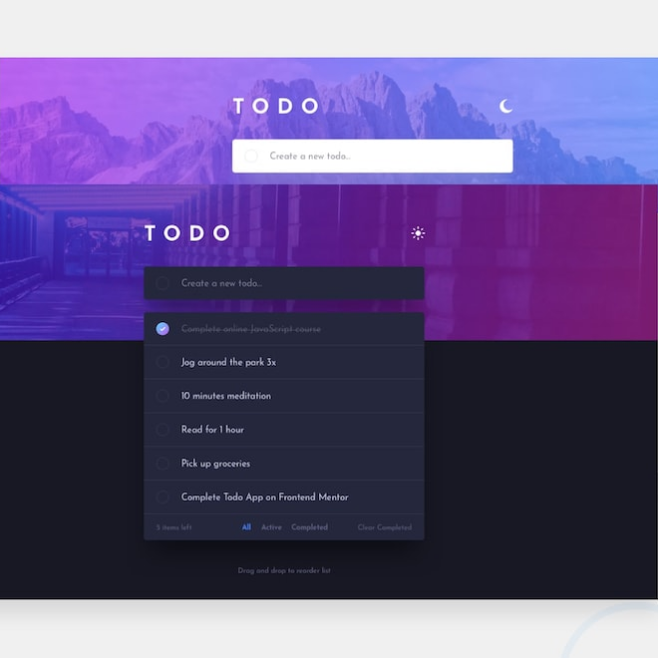 TODO
Create a new todo...
TODO
Create a new todo...
Complete online JavaScript course
Jog around the park 3x
10 minutes meditation
Read for 1 hour
Pick up groceries
Complete Todo App on Frontend Mentor
5 items left All Active Completed Clear Completed
Drag and drop to reorder list